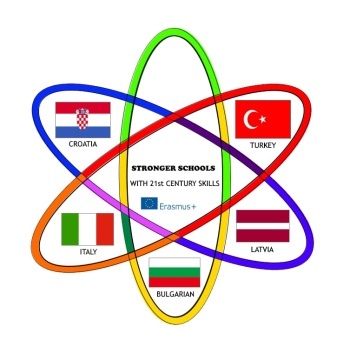 CROATIA
TURKEY
STRONGER SCHOOLS
WITH 21st CENTURY SKILLS
Erasmus+
ITALY
LATVIA
BULGARIAN